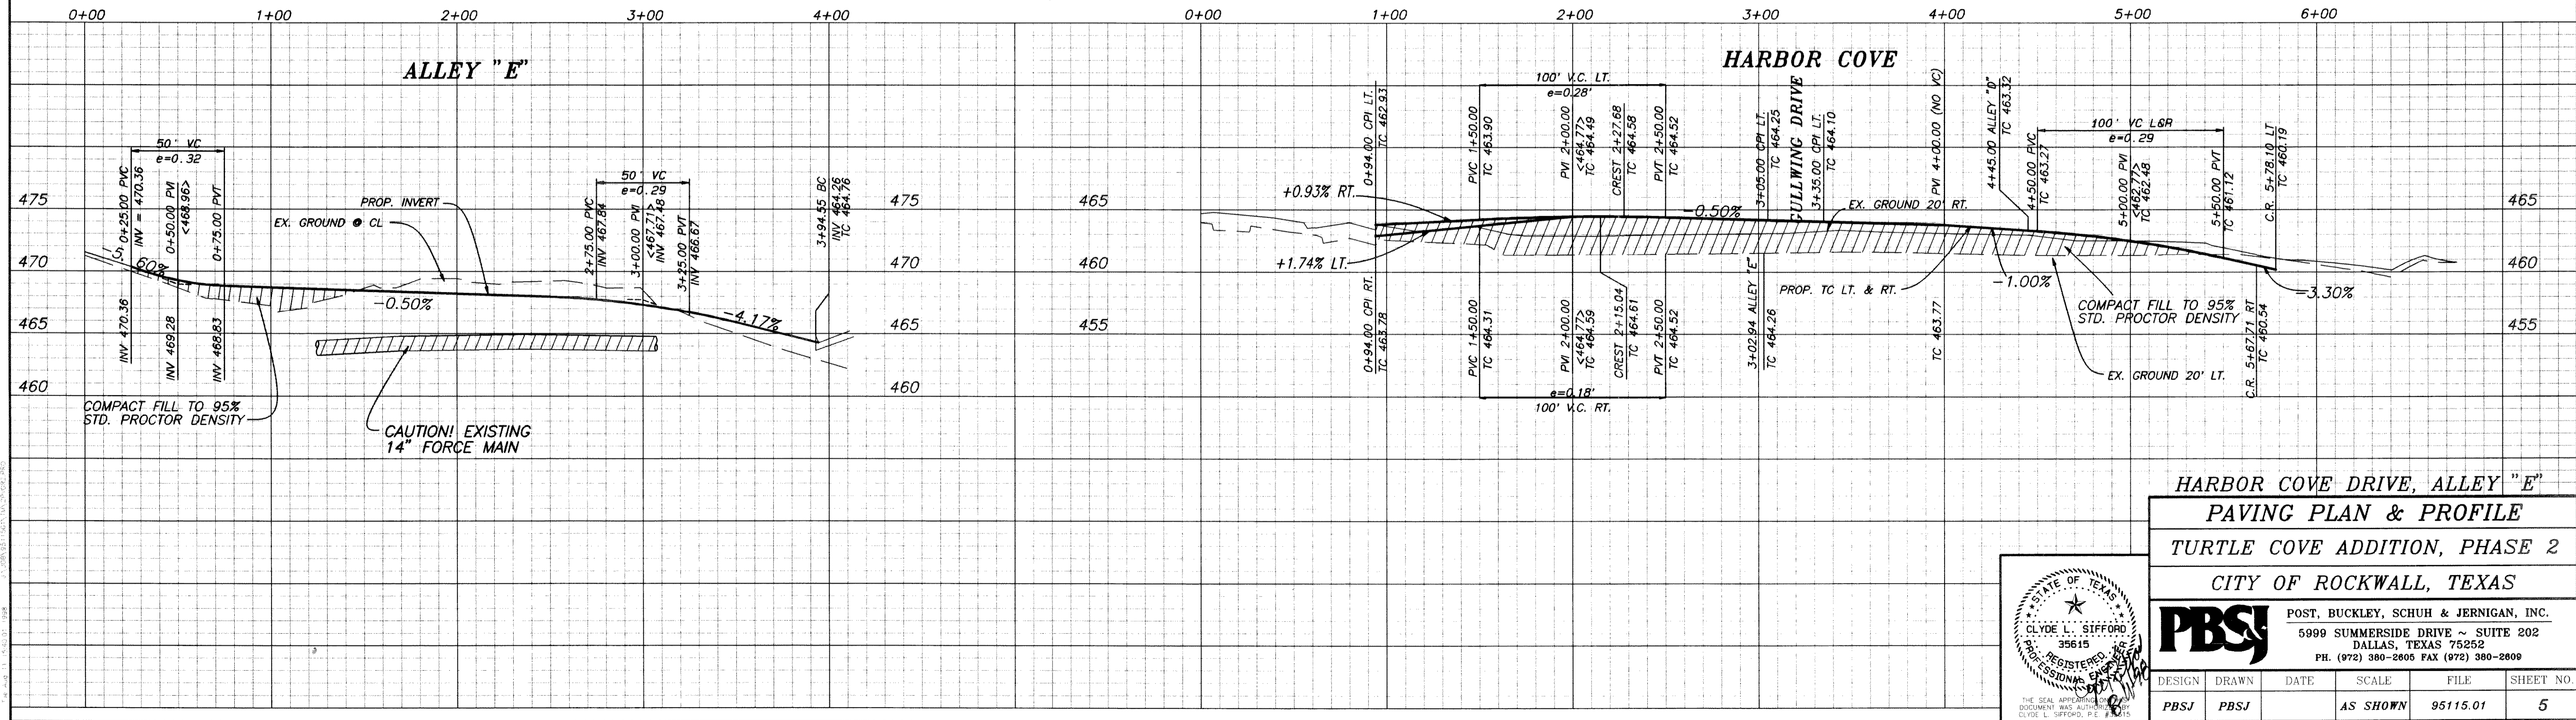 0+00 1+00 2+00 3+00 4+00 0+00 1+00 2+00 3+00 4+00 5+00 6+00
ALLEY "E"
50' VC
e=0.32
0+25.00 PVC
INV = 470.36
0+50.00 PVI
<468.96>
0+75.00 PVT
PROP. INVERT
EX. GROUND @ CL
50' VC
e=0.29
2+75.00 PVC
INV 467.84
3+00.00 PVI
<467.71>
INV 467.48
3+25.00 PVT
INV 466.67
3+94.55 BC
INV 464.26
TC 464.76
475
470
465
460
5.60%
-0.50%
-4.17%
INV 470.36
INV 469.28
INV 468.83
COMPACT FILL TO 95%
STD. PROCTOR DENSITY
CAUTION! EXISTING
14" FORCE MAIN
475
470
465
460
465
460
455
HARBOR COVE
GULLWING DRIVE
0+94.00 CPI LT.
TC 462.93
100' V.C. LT.
e=0.28'
PVC 1+50.00
TC 463.90
PVI 2+00.00
<464.77>
TC 464.49
CREST 2+27.68
TC 464.58
PVT 2+50.00
TC 464.52
3+05.00 CPI LT.
TC 464.25
3+35.00 CPI LT.
TC 464.10
PVI 4+00.00 (NO VC)
4+45.00 ALLEY "D"
TC 463.32
4+50.00 PVC
TC 463.27
100' VC L&R
e=0.29
5+00.00 PVI
<462.77>
TC 462.48
5+50.00 PVT
TC 461.12
C.R. 5+78.10 LT
TC 460.19
+0.93% RT.
+1.74% LT.
-0.50%
EX. GROUND 20' RT.
PROP. TC LT. & RT.
-1.00%
COMPACT FILL TO 95%
STD. PROCTOR DENSITY
-3.30%
EX. GROUND 20' LT.
0+94.00 CPI RT.
TC 463.78
PVC 1+50.00
TC 464.31
PVI 2+00.00
<464.77>
TC 464.59
CREST 2+15.04
TC 464.61
PVT 2+50.00
TC 464.52
e=0.18'
100' V.C. RT.
3+02.94 ALLEY "E"
TC 464.26
TC 463.77
C.R. 5+67.71 RT
TC 460.54
465
460
455
HARBOR COVE DRIVE, ALLEY "E"
PAVING PLAN & PROFILE
TURTLE COVE ADDITION, PHASE 2
CITY OF ROCKWALL, TEXAS
PBSJ
POST, BUCKLEY, SCHUH & JERNIGAN, INC.
5999 SUMMERSIDE DRIVE ~ SUITE 202
DALLAS, TEXAS 75252
PH. (972) 380-2605 FAX (972) 380-2609
DESIGN DRAWN DATE SCALE FILE SHEET NO.
PBSJ PBSJ AS SHOWN 95115.01 5
STATE OF TEXAS
CLYDE L. SIFFORD
35615
REGISTERED
PROFESSIONAL ENGINEER
THE SEAL APPEARING ON THIS
DOCUMENT WAS AUTHORIZED BY
CLYDE L. SIFFORD, P.E. #35615